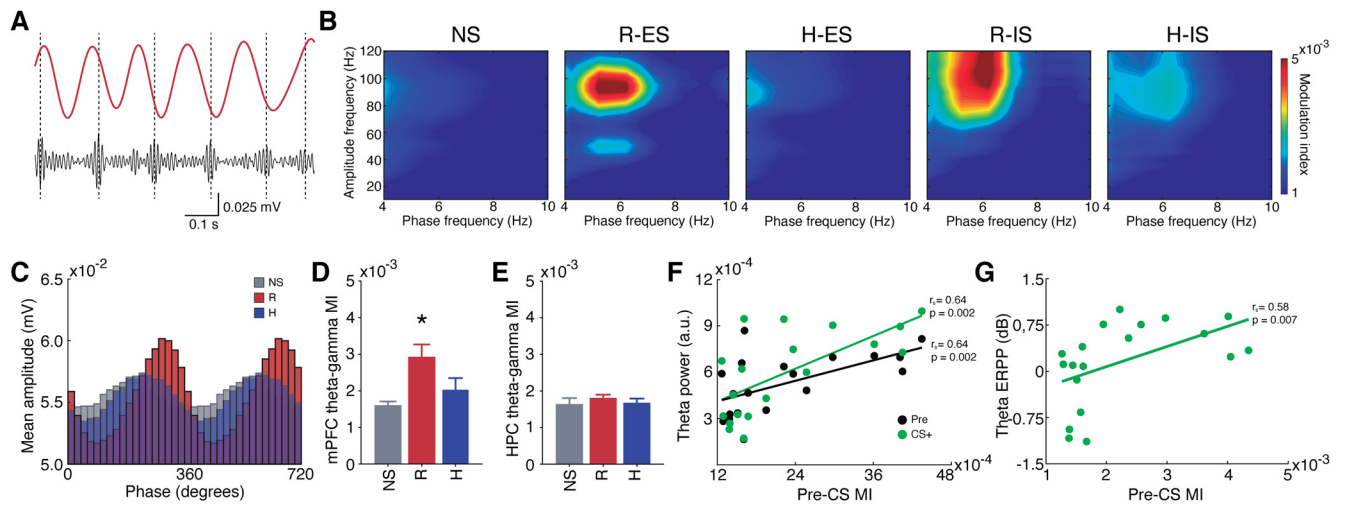 A
0.025 mV
0.1 s
B
NS
R-ES
H-ES
R-IS
H-IS
Amplitude frequency (Hz)
120
100
80
60
40
20
4 6 8 10
4 6 8 10
4 6 8 10
4 6 8 10
4 6 8 10
Phase frequency (Hz)
Phase frequency (Hz)
Phase frequency (Hz)
Phase frequency (Hz)
Phase frequency (Hz)
x10⁻³
5
1
Modulation index
C
x10⁻²
Mean amplitude (mV)
6.5
6.0
5.5
5.0
0 360 720
Phase (degrees)
NS
R
H
D
x10⁻³
mPFC theta-gamma MI
5
4
3
2
1
0
*
NS
R
H
E
x10⁻³
HPC theta-gamma MI
5
4
3
2
1
0
NS
R
H
F
x10⁻⁴
Theta power (a.u.)
12
9
6
3
12 24 36 48
x10⁻⁴
Pre-CS MI
rₛ= 0.64
p = 0.002
rₛ= 0.64
p = 0.002
Pre
CS+
G
Theta ERPP (dB)
1.5
0,75
0
-0.75
-1.5
1 2 3 4 5
x10⁻³
Pre-CS MI
rₛ= 0.58
p = 0.007